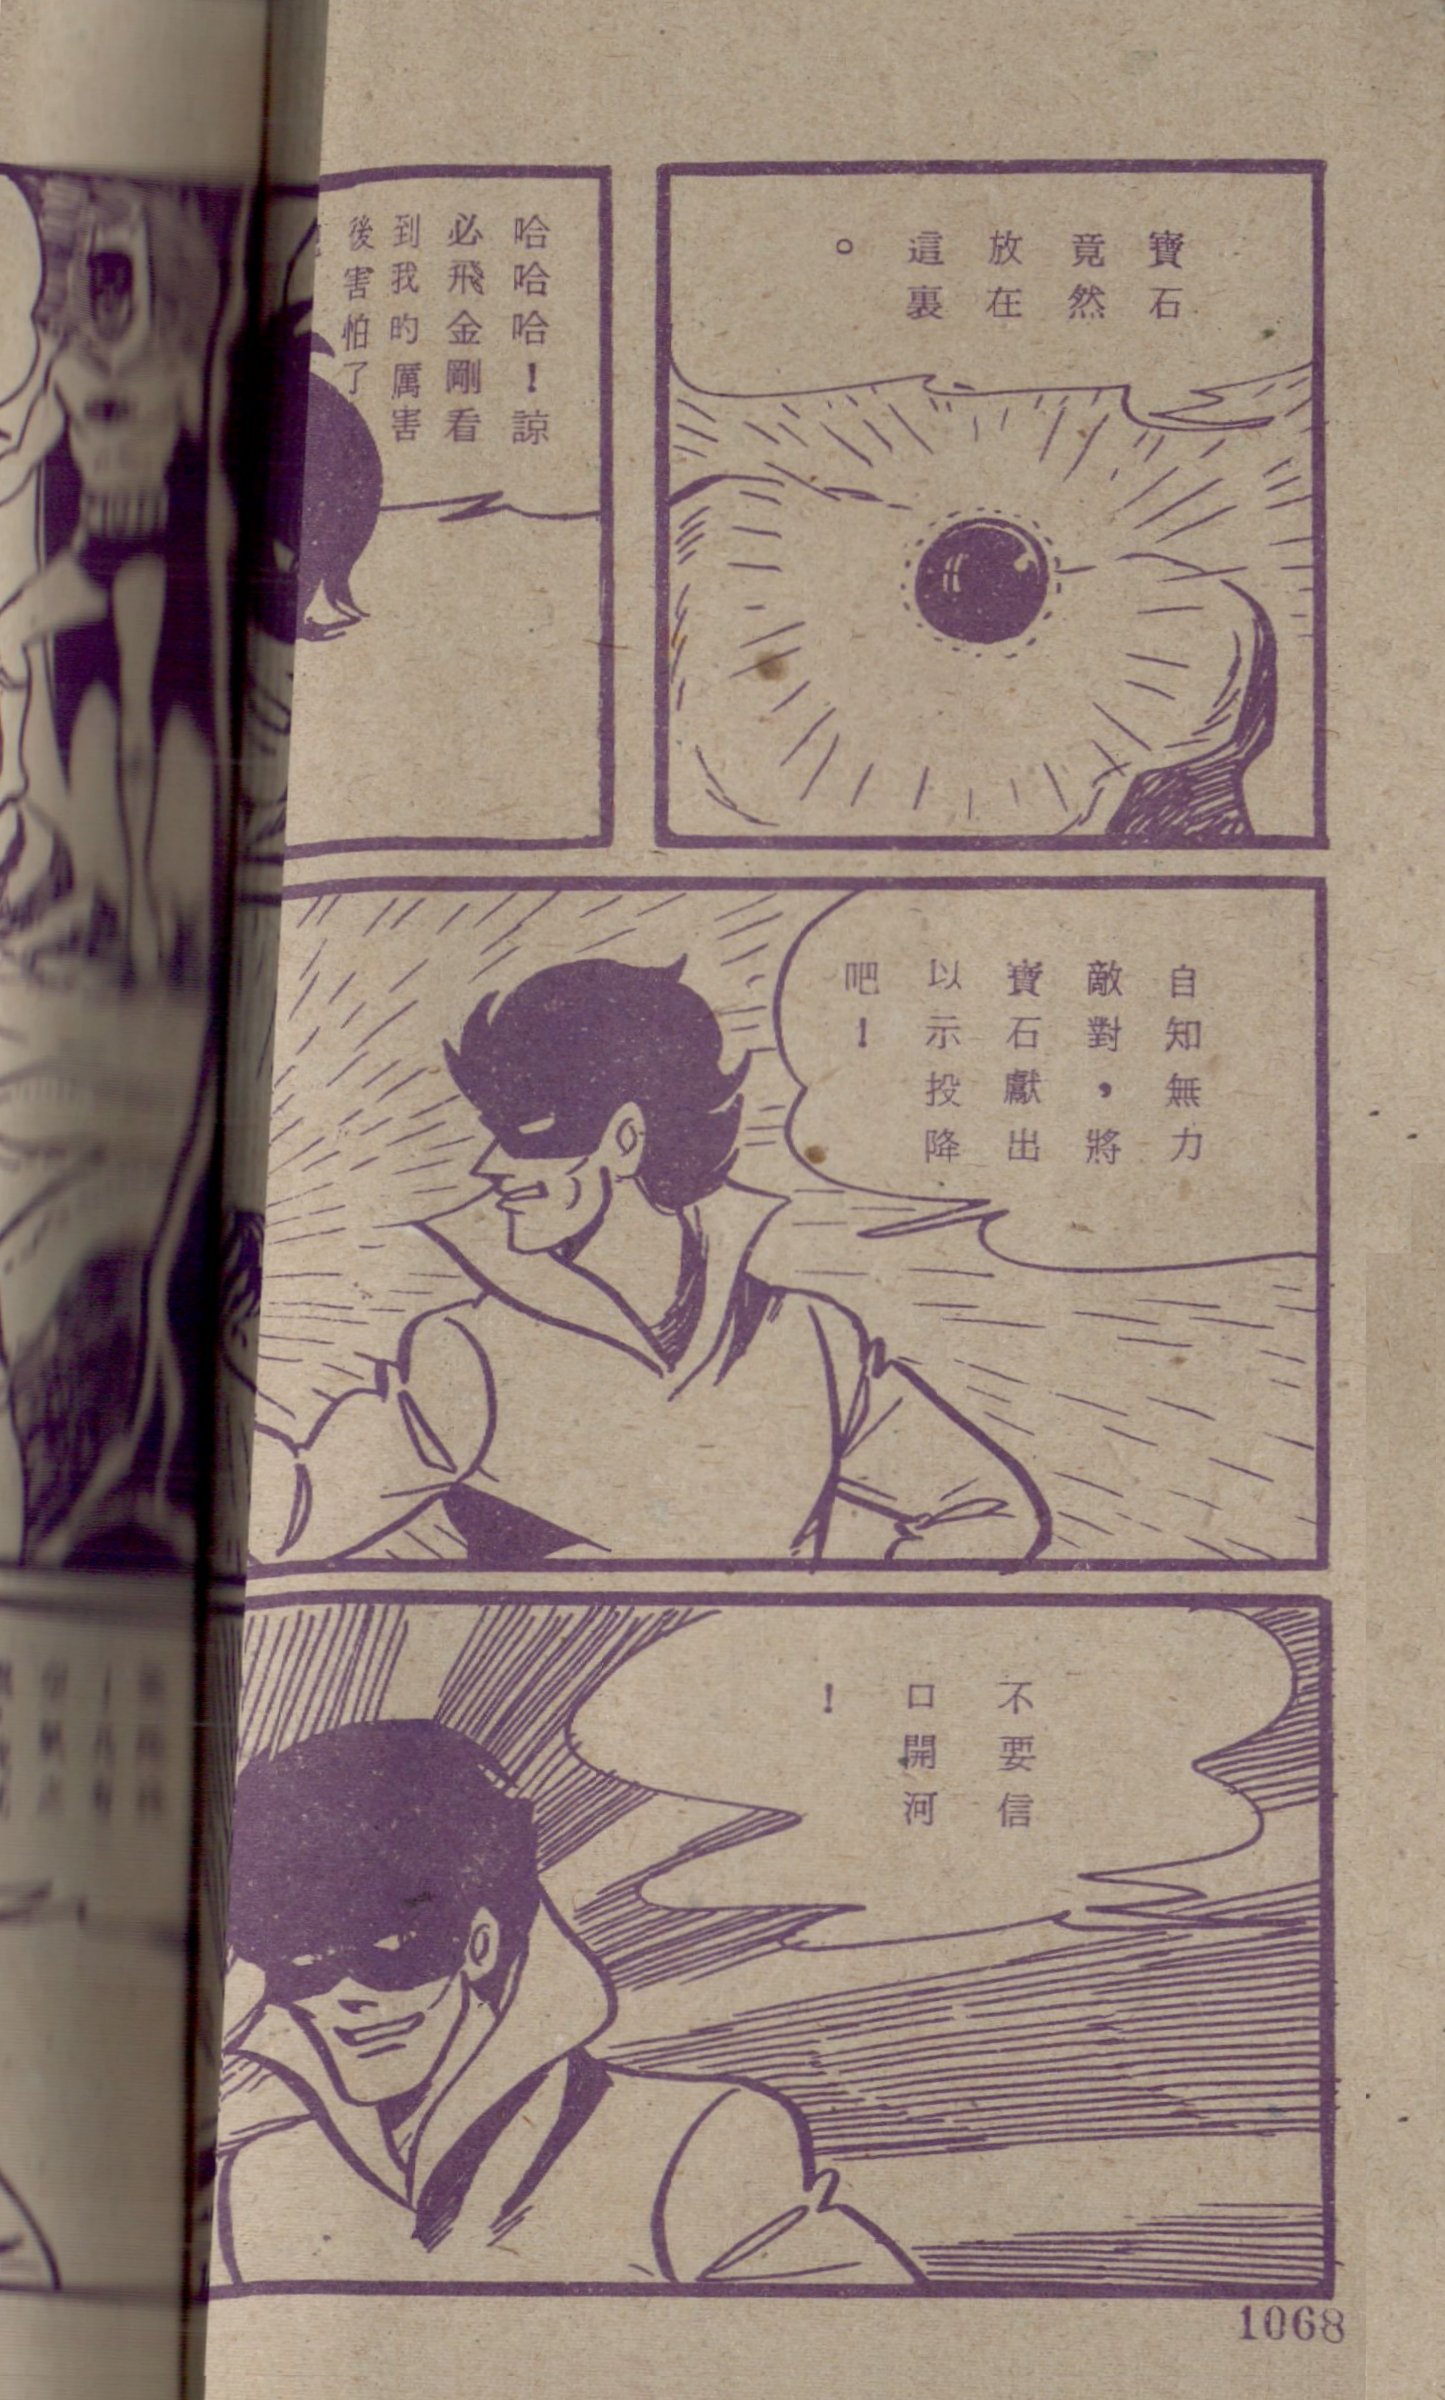 寶石
竟然
放在
這裏
。
哈哈哈！諒
必飛金剛看
到我旳厲害
後害怕了
自知無力
敵對，將
寶石獻出
以示投降
吧！
不要信
口開河
！
1068